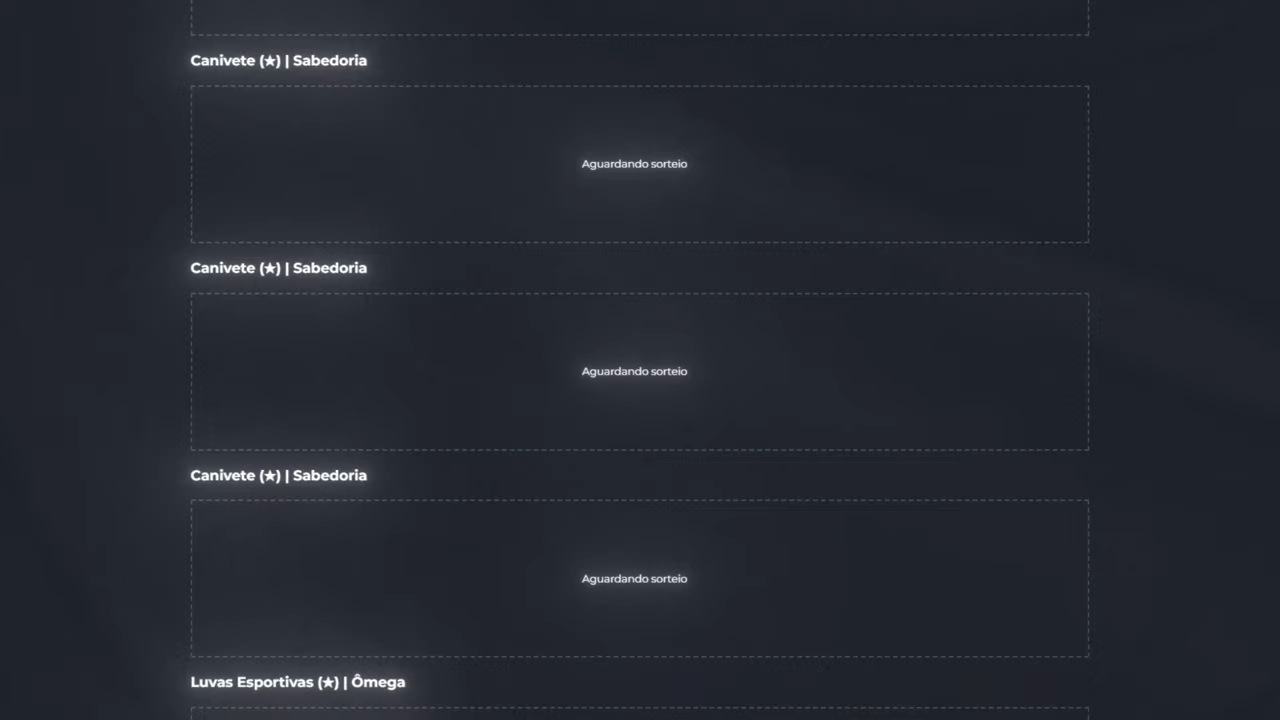 Canivete (★) | Sabedoria
Aguardando sorteio
Canivete (★) | Sabedoria
Aguardando sorteio
Canivete (★) | Sabedoria
Aguardando sorteio
Luvas Esportivas (★) | Ômega